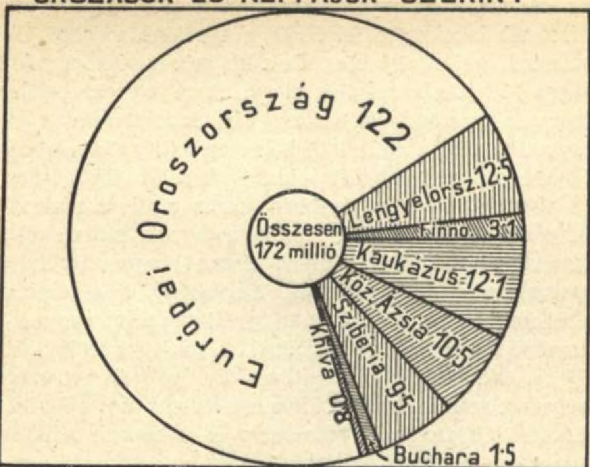 Európai Oroszország 122
Lengyelorsz. 12·5
Finno 3·1
Kaukázus 12·1
Köz. Ázsia 10·5
Szibéria 9·5
Buchara 1·5
Khiva 0·8
Összesen
172 millió